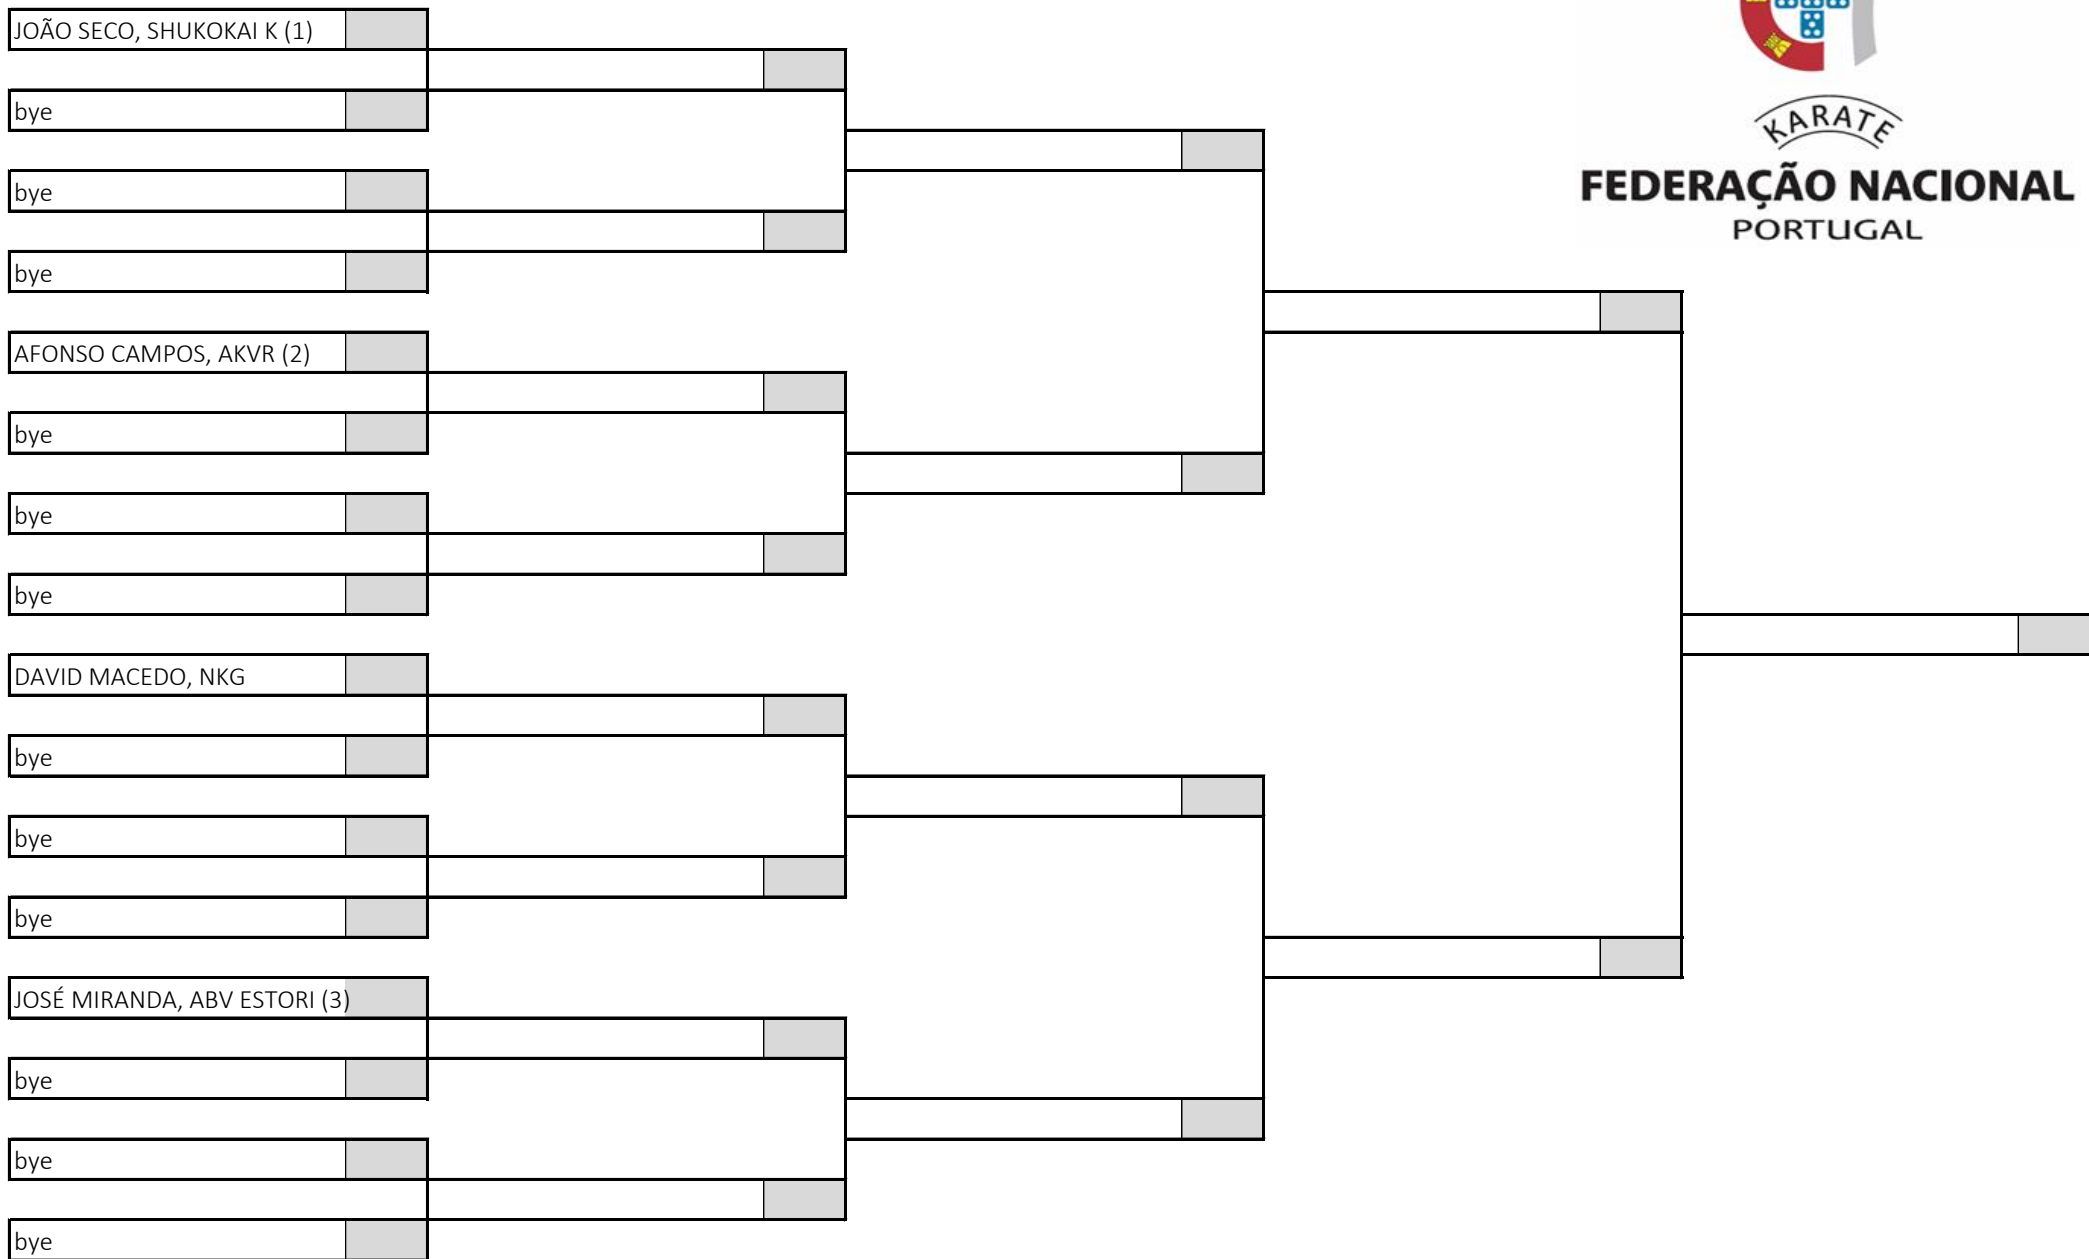 JOÃO SECO, SHUKOKAI K (1)
bye
bye
bye
AFONSO CAMPOS, AKVR (2)
bye
bye
bye
DAVID MACEDO, NKG
bye
bye
bye
JOSÉ MIRANDA, ABV ESTORI (3)
bye
bye
bye
KARATE
FEDERAÇÃO NACIONAL
PORTUGAL